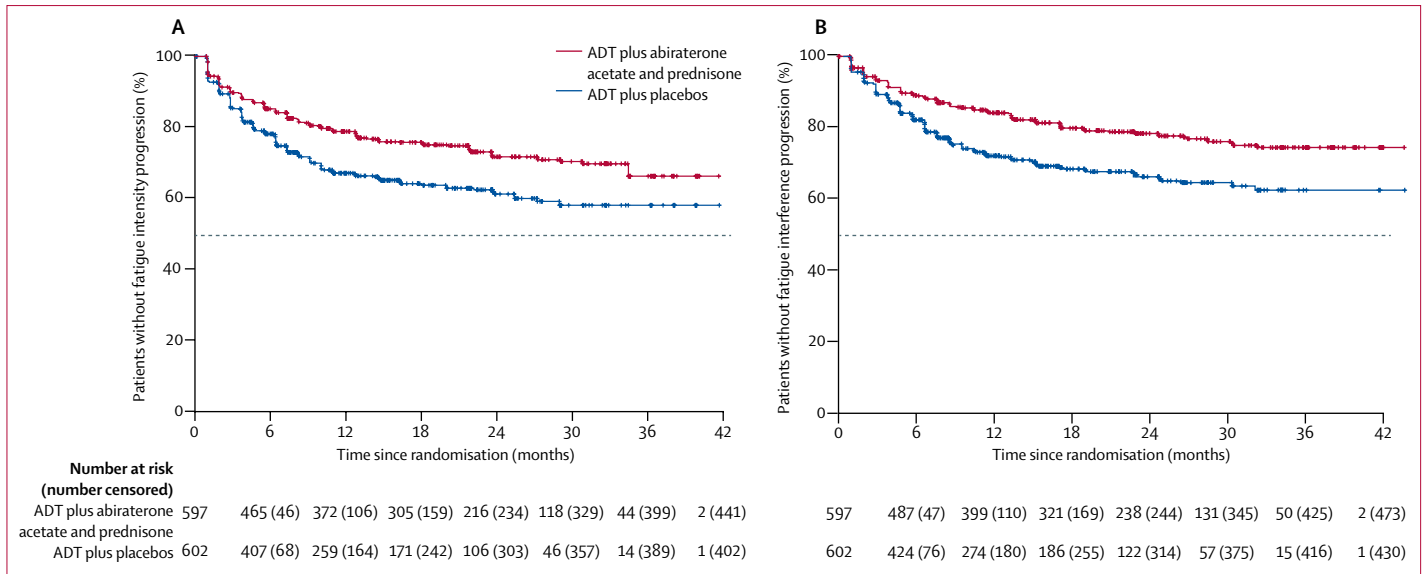 A
Patients without fatigue intensity progression (%)
100
80
60
40
20
0
ADT plus abiraterone
acetate and prednisone
ADT plus placebos
0 6 12 18 24 30 36 42
Time since randomisation (months)
B
Patients without fatigue interference progression (%)
100
80
60
40
20
0
0 6 12 18 24 30 36 42
Time since randomisation (months)
Number at risk
(number censored)
ADT plus abiraterone
acetate and prednisone
597 465 (46) 372 (106) 305 (159) 216 (234) 118 (329) 44 (399) 2 (441)
597 487 (47) 399 (110) 321 (169) 238 (244) 131 (345) 50 (425) 2 (473)
ADT plus placebos 602 407 (68) 259 (164) 171 (242) 106 (303) 46 (357) 14 (389) 1 (402)
602 424 (76) 274 (180) 186 (255) 122 (314) 57 (375) 15 (416) 1 (430)